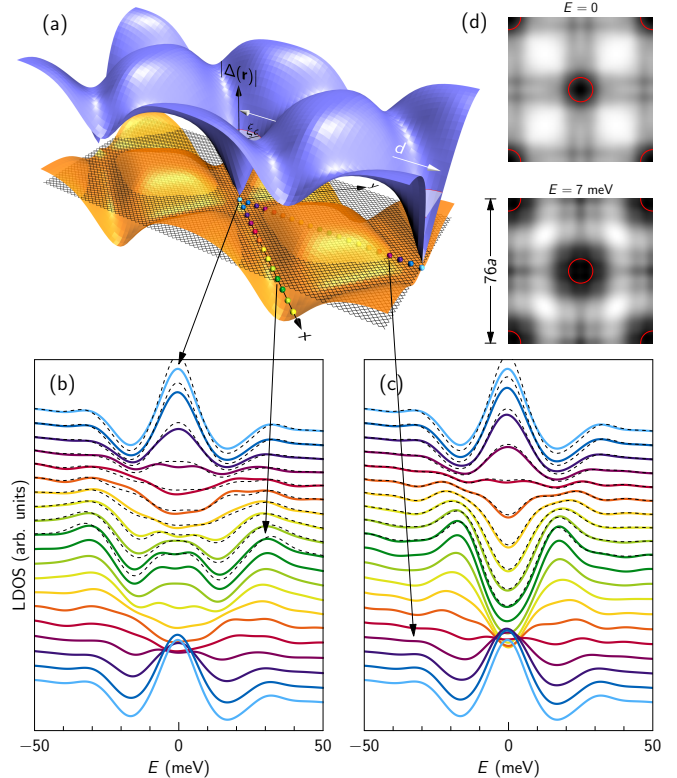 (a)
|Δ(r)|
ξc
d
y
x
(d)
E = 0
E = 7 meV
76a
(b)
(c)
LDOS (arb. units)
−50
0
50
−50
0
50
E (meV)
E (meV)